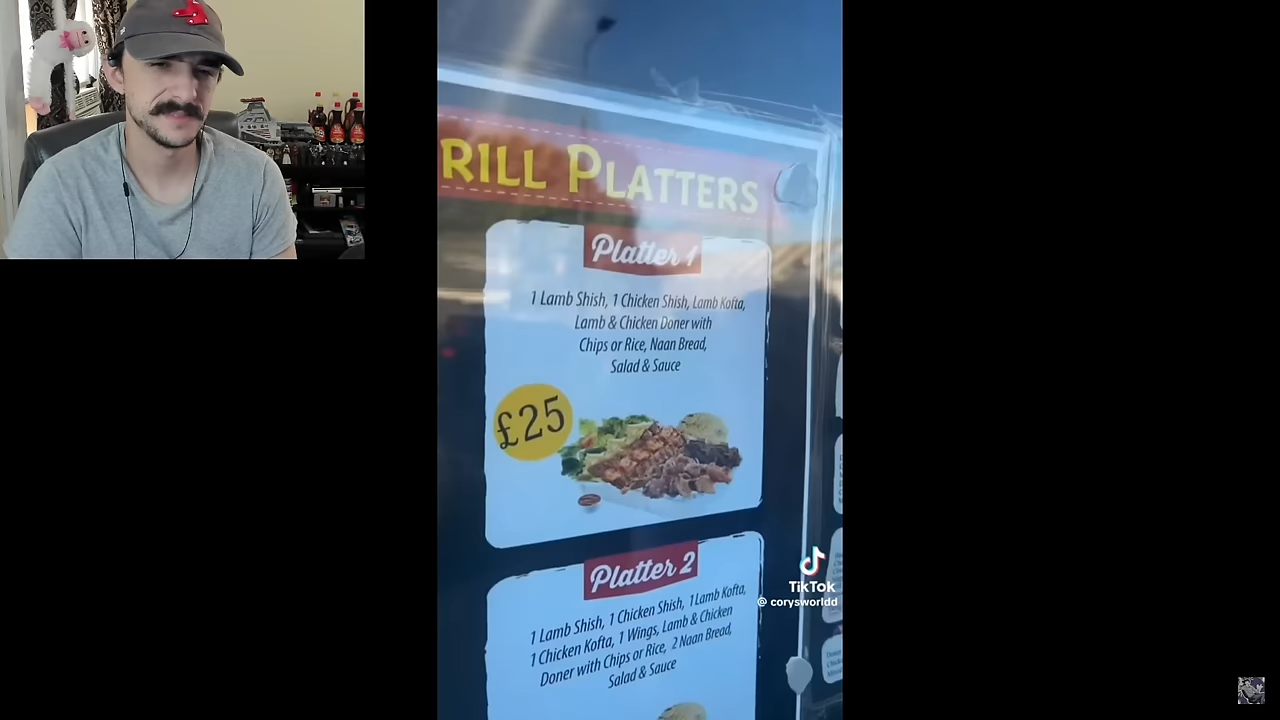 RILL PLATTERS
Platter 1
1 Lamb Shish, 1 Chicken Shish, Lamb Kofta,
Lamb & Chicken Doner with
Chips or Rice, Naan Bread,
Salad & Sauce
£25
Platter 2
1 Lamb Shish, 1 Chicken Shish, 1 Lamb Kofta,
1 Chicken Kofta, 1 Wings, Lamb & Chicken
Doner with Chips or Rice, 2 Naan Bread,
Salad & Sauce
TikTok
@ corysworldd